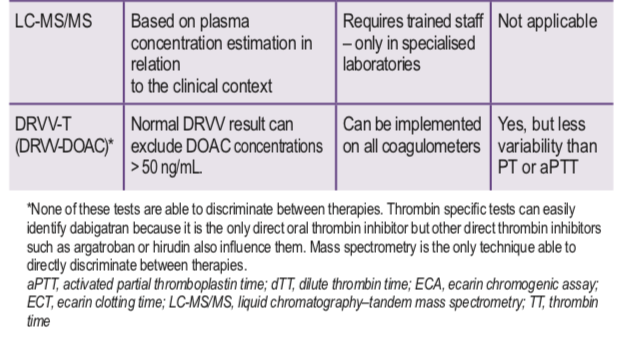 LC-MS/MS Based on plasma Requires trained staff Not applicable
concentration estimation in – only in specialised
relation laboratories
to the clinical context
DRVV-T Normal DRVV result can Can be implemented Yes, but less
(DRVV-DOAC)* exclude DOAC concentrations on all coagulometers variability than
> 50 ng/mL. PT or aPTT
*None of these tests are able to discriminate between therapies. Thrombin specific tests can easily
identify dabigatran because it is the only direct oral thrombin inhibitor but other direct thrombin inhibitors
such as argatroban or hirudin also influence them. Mass spectrometry is the only technique able to
directly discriminate between therapies.
aPTT, activated partial thromboplastin time; dTT, dilute thrombin time; ECA, ecarin chromogenic assay;
ECT, ecarin clotting time; LC-MS/MS, liquid chromatography–tandem mass spectrometry; TT, thrombin
time